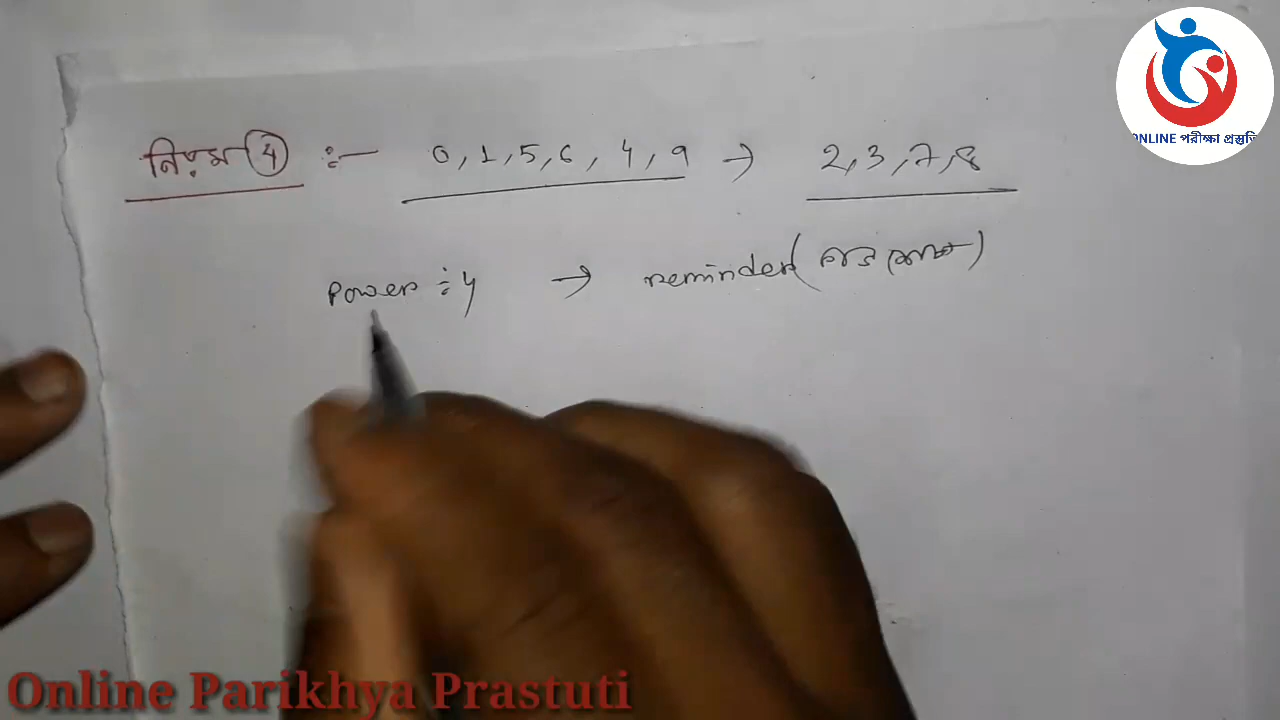 ONLINE পরীক্ষা প্রস্তুতি
নিয়ম ④ :- 0, 1, 5, 6, 4, 9 → 2, 3, 7, 8
Power ÷ 4 → reminder( )
Online Parikhya Prastuti